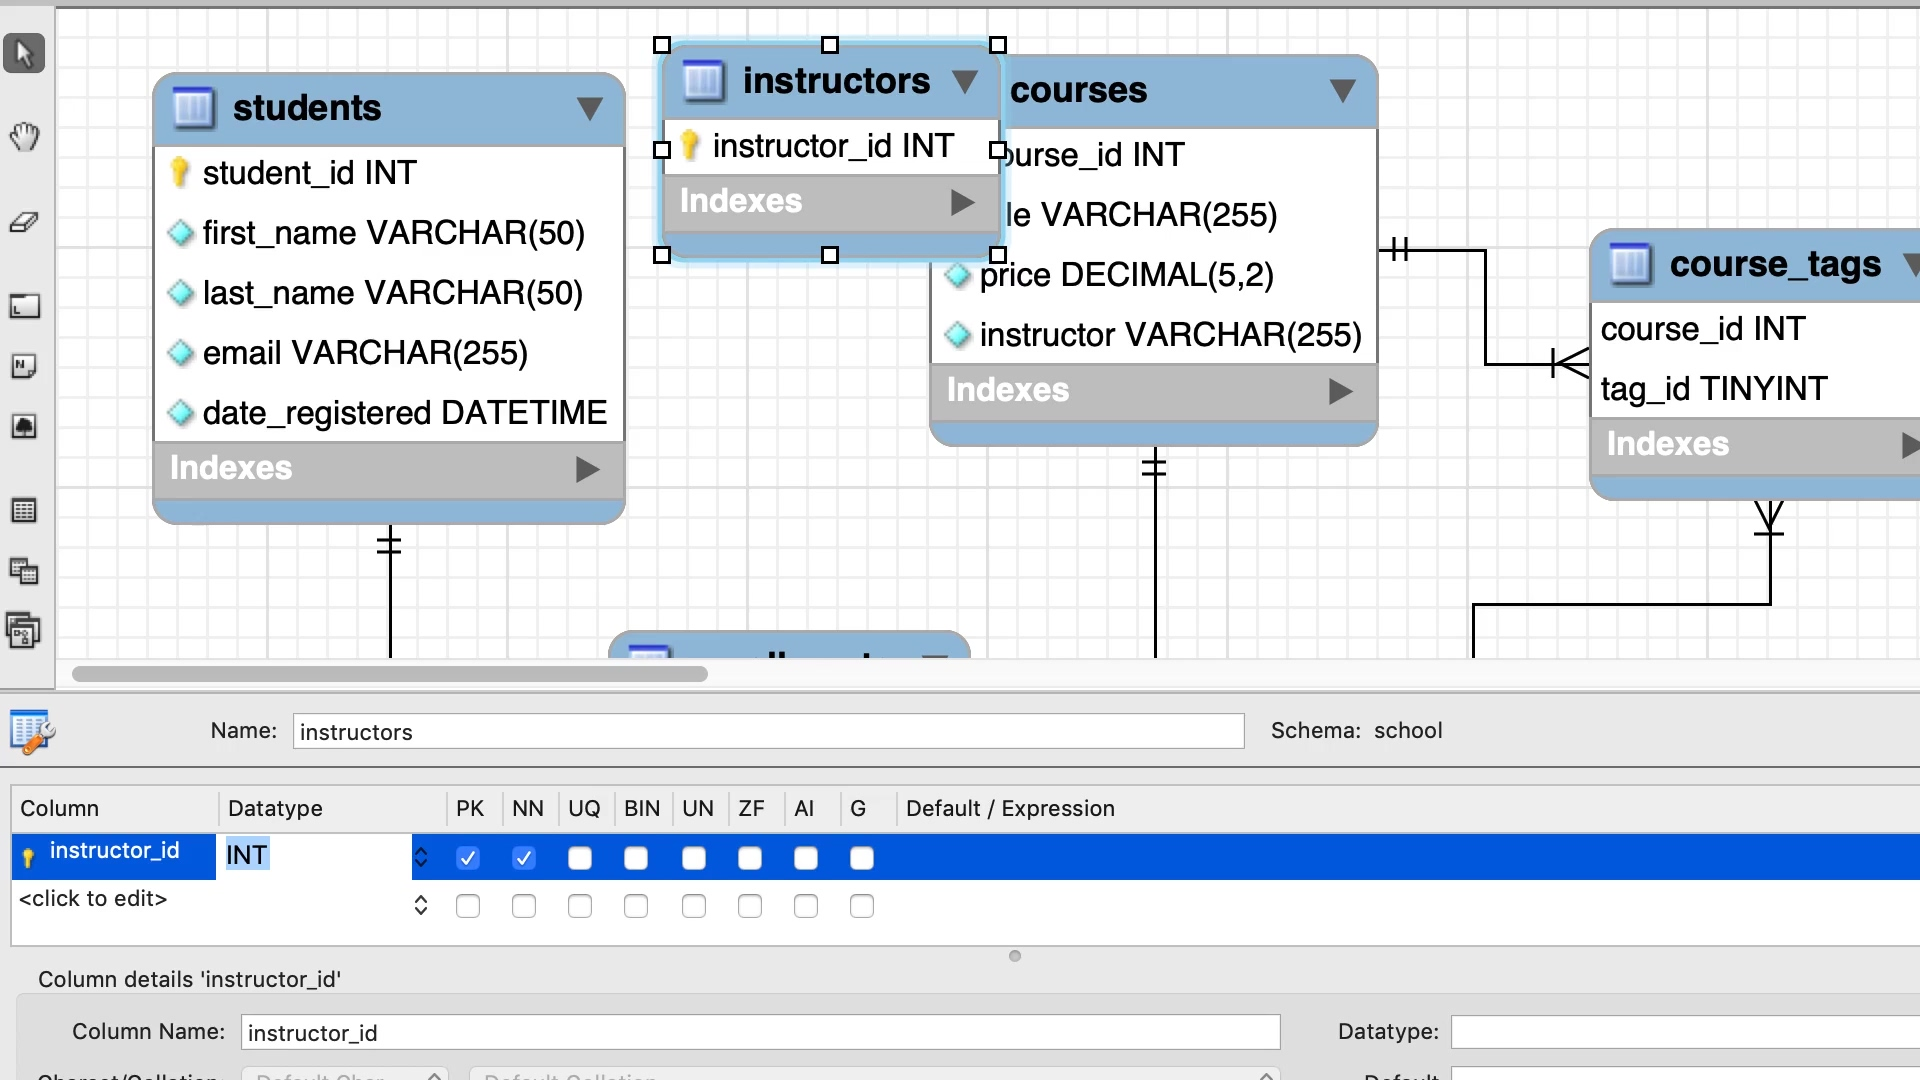 students
student_id INT
first_name VARCHAR(50)
last_name VARCHAR(50)
email VARCHAR(255)
date_registered DATETIME
Indexes
instructors
instructor_id INT
Indexes
courses
ourse_id INT
le VARCHAR(255)
price DECIMAL(5,2)
instructor VARCHAR(255)
Indexes
course_tags
course_id INT
tag_id TINYINT
Indexes
Name: instructors Schema: school
Column Datatype PK NN UQ BIN UN ZF AI G Default / Expression
instructor_id INT
<click to edit>
Column details 'instructor_id'
Column Name: instructor_id Datatype: